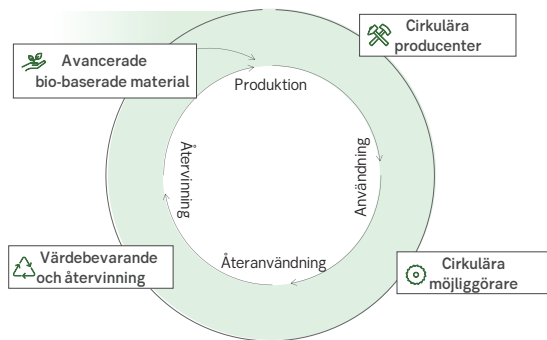 Avancerade
bio-baserade material
Cirkulära
producenter
Produktion
Användning
Återvinning
Återanvändning
Värdebevarande
och återvinning
Cirkulära
möjliggörare